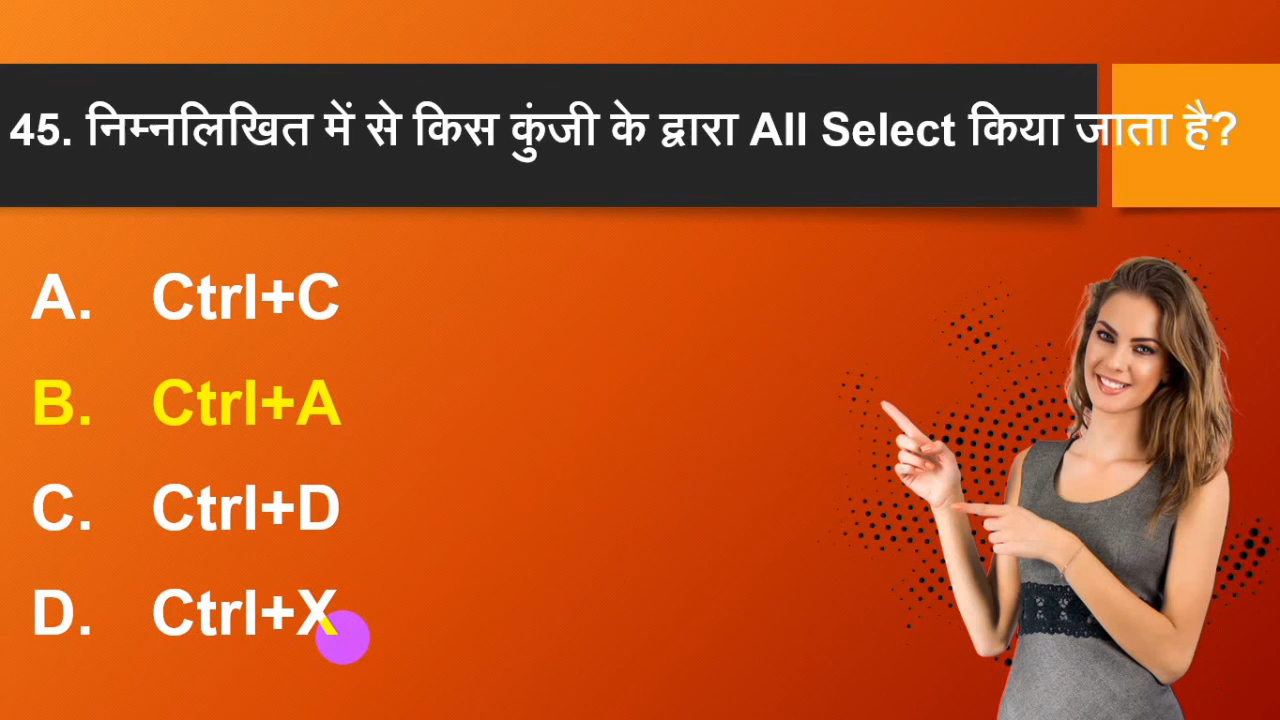 45. निम्नलिखित में से किस कुंजी के द्वारा All Select किया जाता है?
A. Ctrl+C
B. Ctrl+A
C. Ctrl+D
D. Ctrl+X